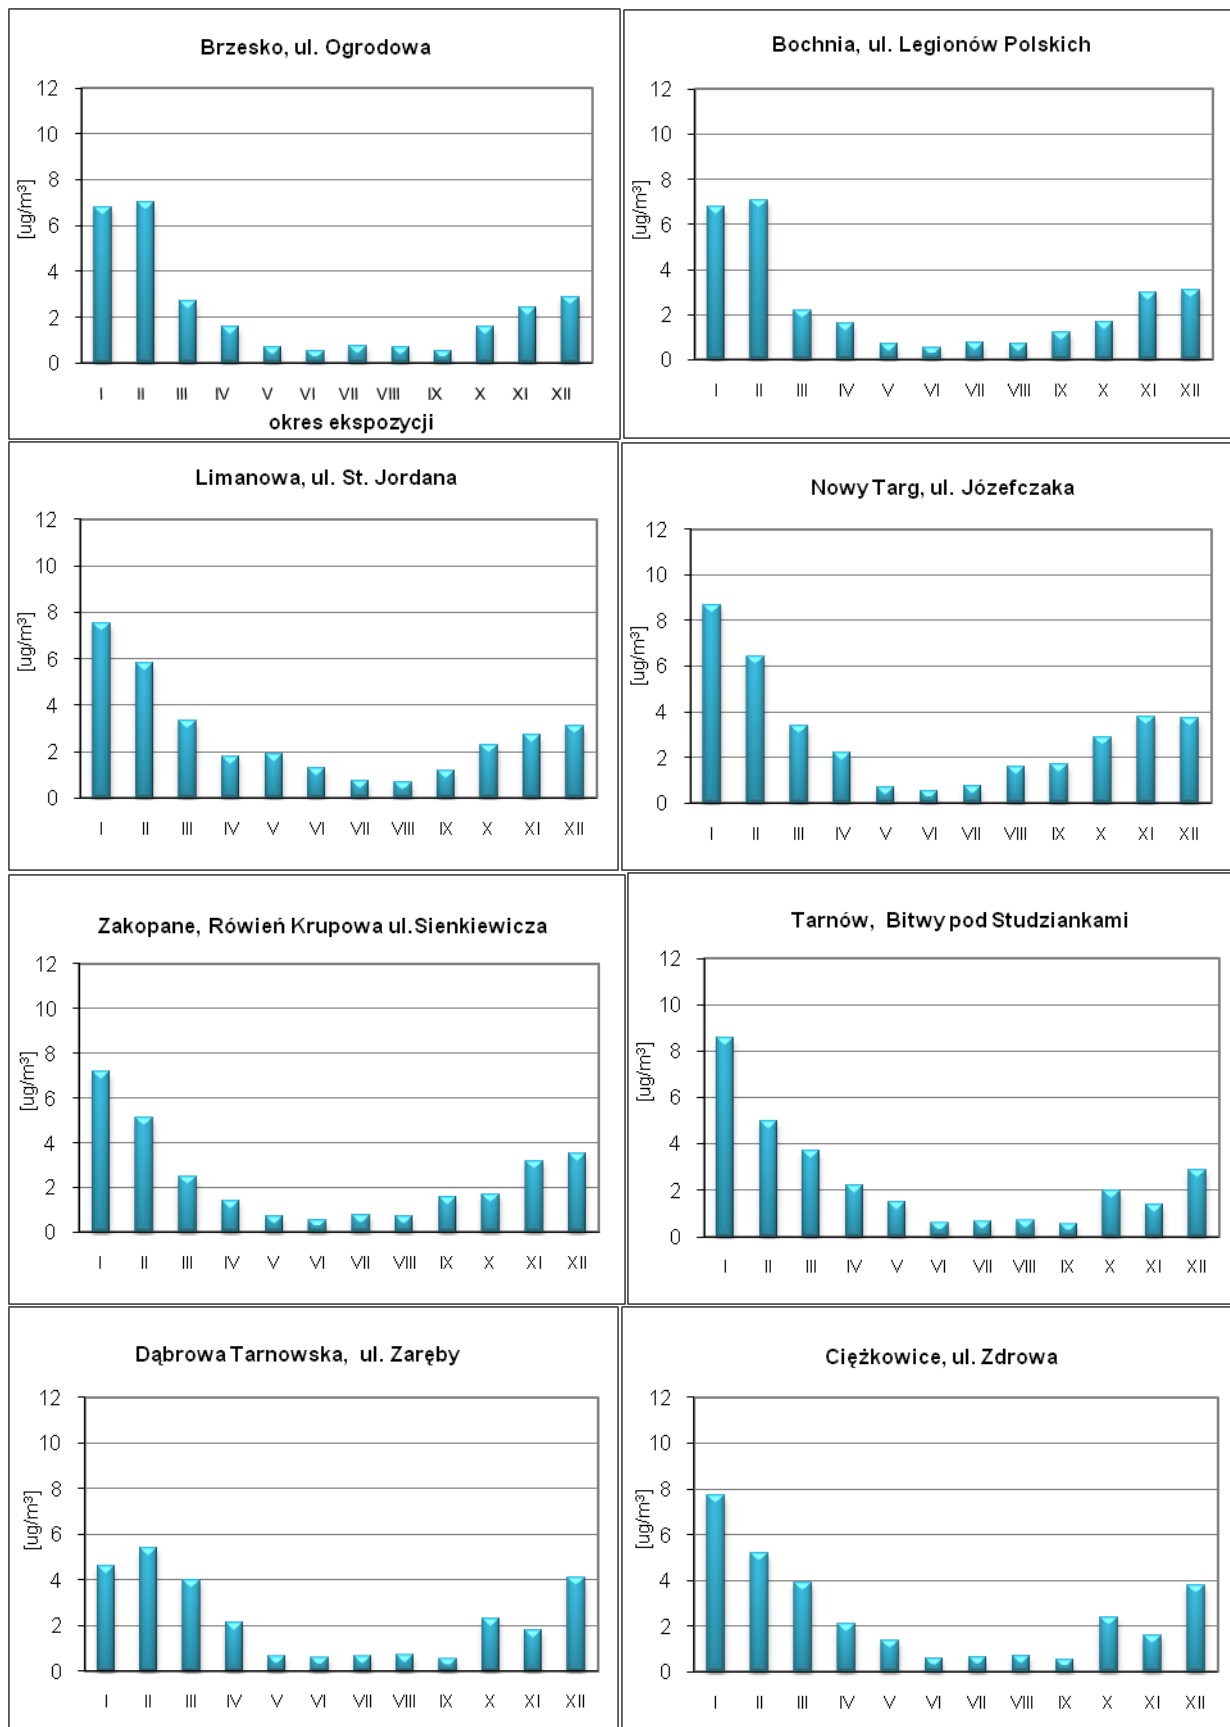 Brzesko, ul. Ogrodowa
12
10
8
6
4
2
0
[ug/m³]
I II III IV V VI VII VIII IX X XI XII
okres ekspozycji
Bochnia, ul. Legionów Polskich
12
10
8
6
4
2
0
[ug/m³]
I II III IV V VI VII VIII IX X XI XII
Limanowa, ul. St. Jordana
12
10
8
6
4
2
0
[ug/m³]
I II III IV V VI VII VIII IX X XI XII
Nowy Targ, ul. Józefczaka
12
10
8
6
4
2
0
[ug/m³]
I II III IV V VI VII VIII IX X XI XII
Zakopane, Rówień Krupowa ul.Sienkiewicza
12
10
8
6
4
2
0
[ug/m³]
I II III IV V VI VII VIII IX X XI XII
Tarnów, Bitwy pod Studziankami
12
10
8
6
4
2
0
[ug/m³]
I II III IV V VI VII VIII IX X XI XII
Dąbrowa Tarnowska, ul. Zaręby
12
10
8
6
4
2
0
[ug/m³]
I II III IV V VI VII VIII IX X XI XII
Ciężkowice, ul. Zdrowa
12
10
8
6
4
2
0
[ug/m³]
I II III IV V VI VII VIII IX X XI XII